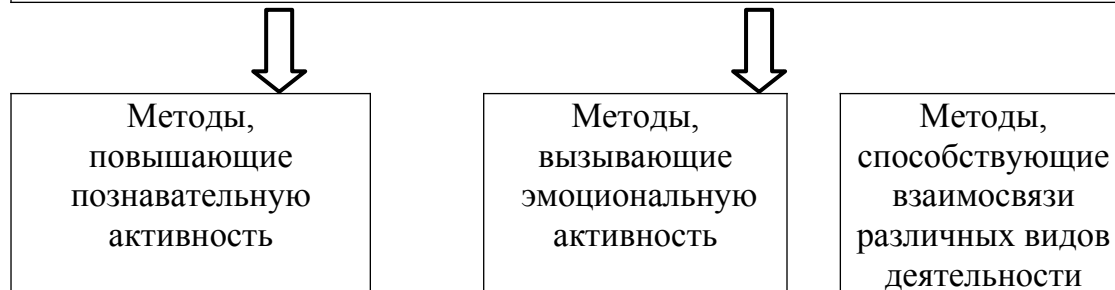 Методы,
повышающие
познавательную
активность
Методы,
вызывающие
эмоциональную
активность
Методы,
способствующие
взаимосвязи
различных видов
деятельности